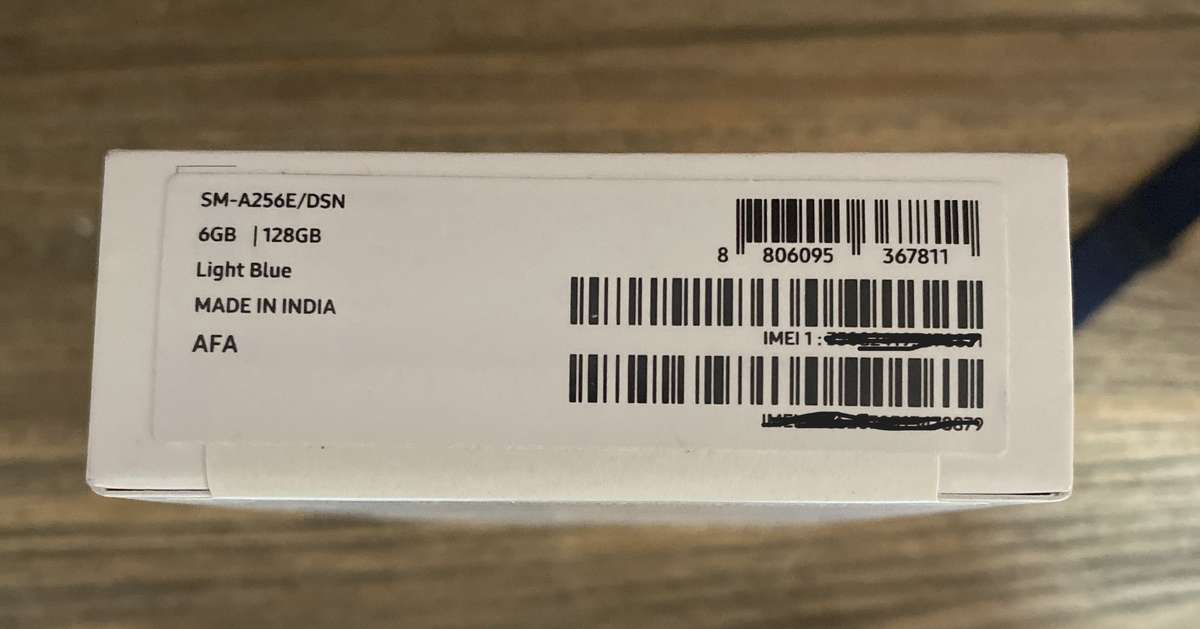 SM-A256E/DSN
6GB | 128GB
Light Blue
MADE IN INDIA
AFA
8 806095 367811
IMEI 1 :